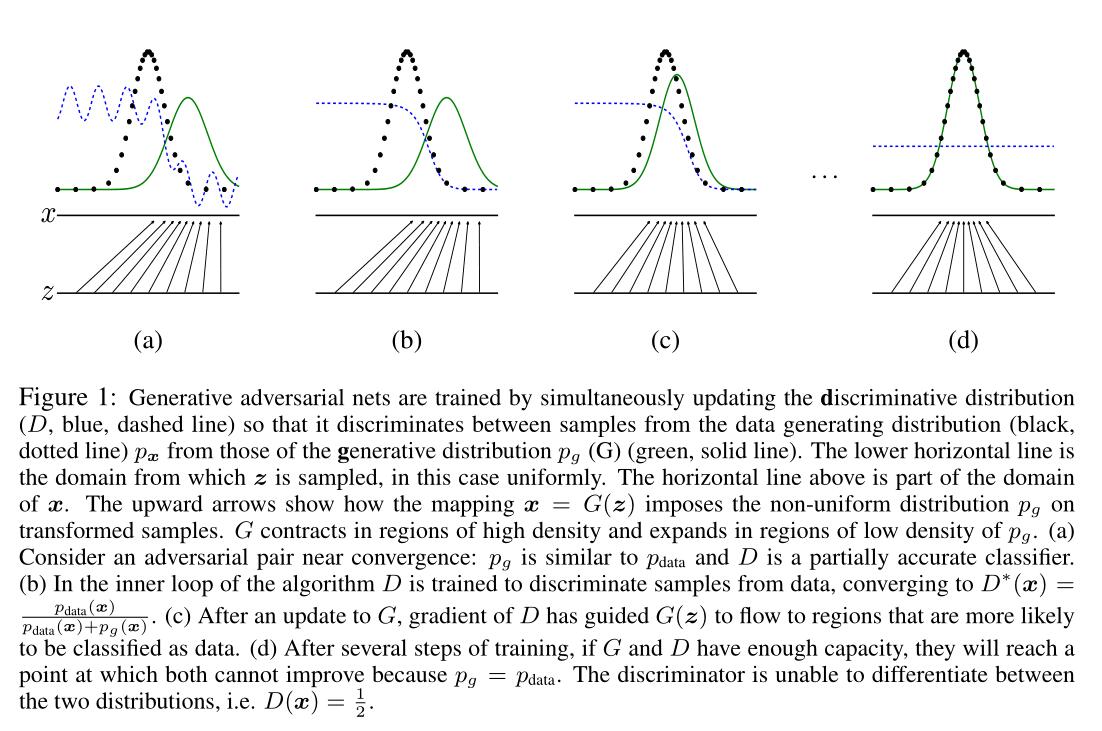 x
z
. . .
(a)
(b)
(c)
(d)
Figure 1: Generative adversarial nets are trained by simultaneously updating the discriminative distribution
(D, blue, dashed line) so that it discriminates between samples from the data generating distribution (black,
dotted line) pₓ from those of the generative distribution p_g (G) (green, solid line). The lower horizontal line is
the domain from which z is sampled, in this case uniformly. The horizontal line above is part of the domain
of x. The upward arrows show how the mapping x = G(z) imposes the non-uniform distribution p_g on
transformed samples. G contracts in regions of high density and expands in regions of low density of p_g. (a)
Consider an adversarial pair near convergence: p_g is similar to p_data and D is a partially accurate classifier.
(b) In the inner loop of the algorithm D is trained to discriminate samples from data, converging to D*(x) =
p_data(x) / (p_data(x)+p_g(x)). (c) After an update to G, gradient of D has guided G(z) to flow to regions that are more likely
to be classified as data. (d) After several steps of training, if G and D have enough capacity, they will reach a
point at which both cannot improve because p_g = p_data. The discriminator is unable to differentiate between
the two distributions, i.e. D(x) = 1/2.